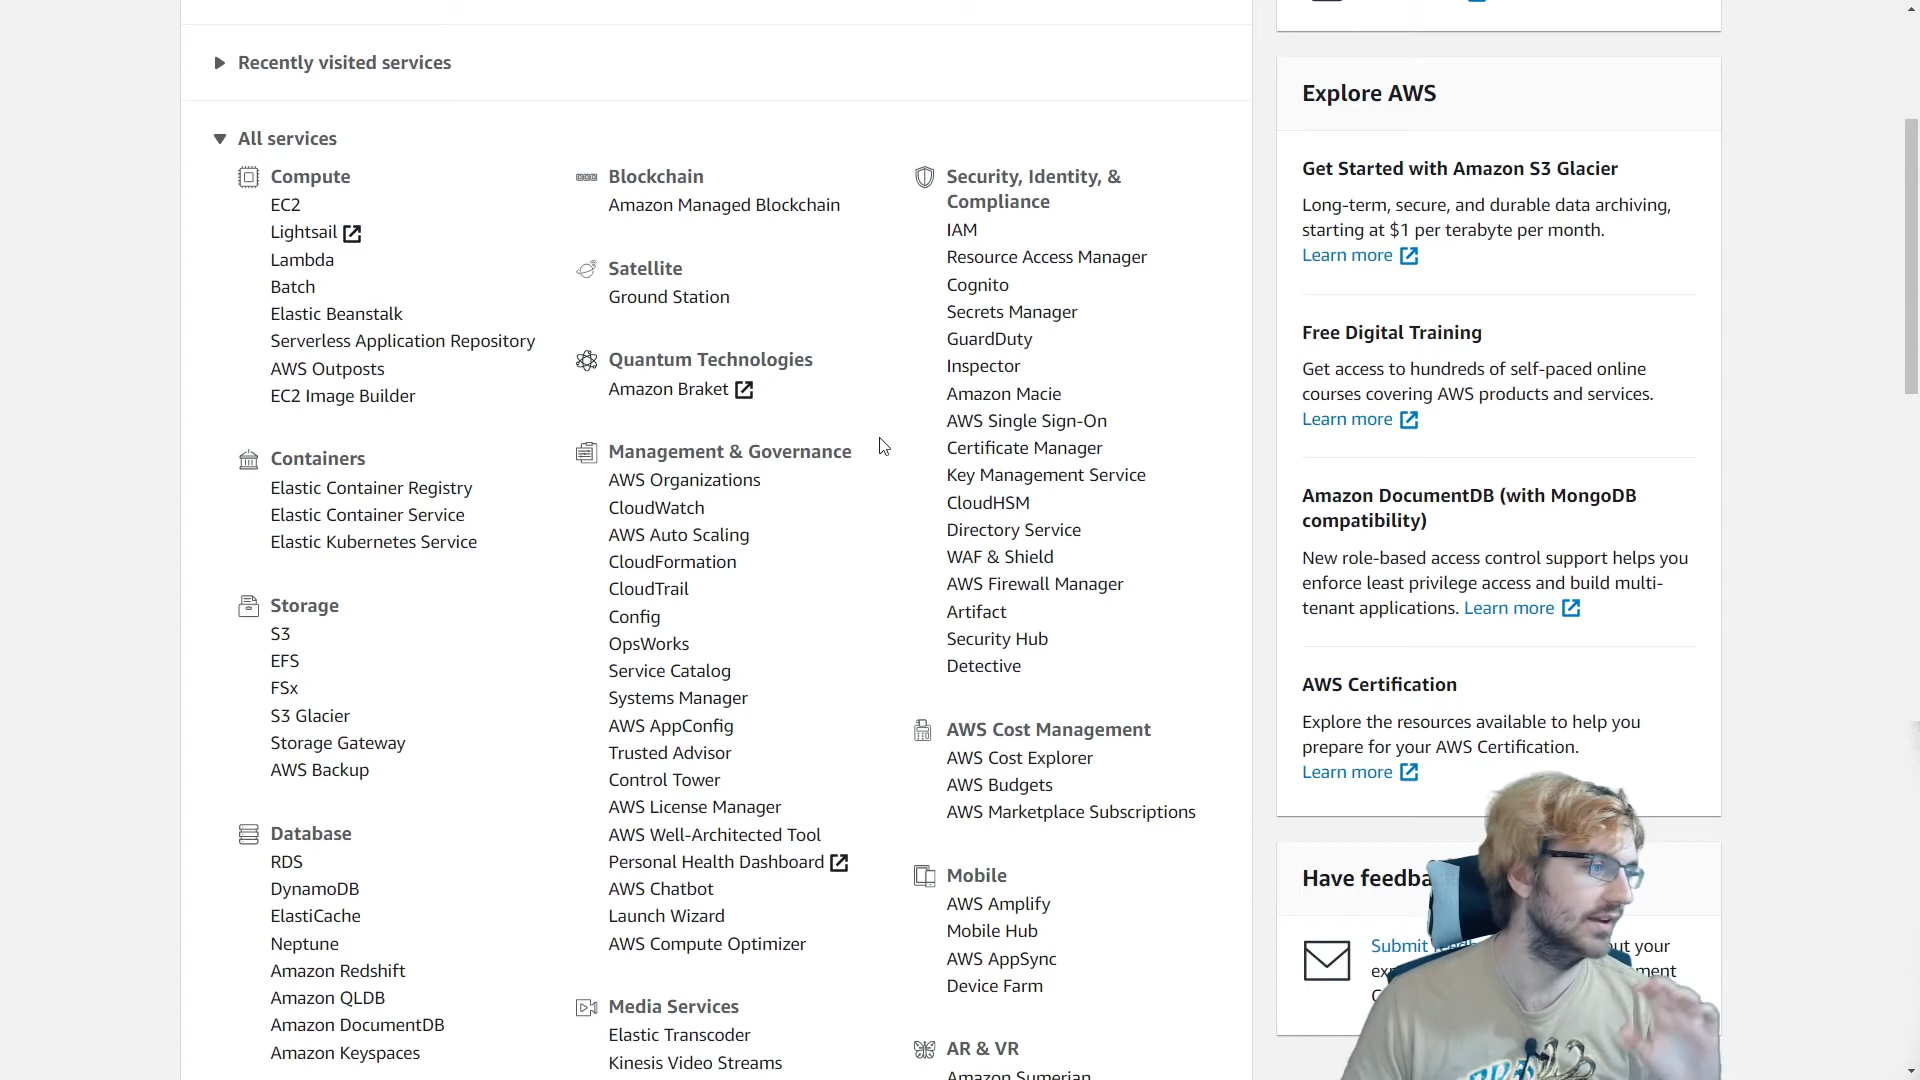 Recently visited services
All services
Compute
EC2
Lightsail
Lambda
Batch
Elastic Beanstalk
Serverless Application Repository
AWS Outposts
EC2 Image Builder
Containers
Elastic Container Registry
Elastic Container Service
Elastic Kubernetes Service
Storage
S3
EFS
FSx
S3 Glacier
Storage Gateway
AWS Backup
Database
RDS
DynamoDB
ElastiCache
Neptune
Amazon Redshift
Amazon QLDB
Amazon DocumentDB
Amazon Keyspaces
Blockchain
Amazon Managed Blockchain
Satellite
Ground Station
Quantum Technologies
Amazon Braket
Management & Governance
AWS Organizations
CloudWatch
AWS Auto Scaling
CloudFormation
CloudTrail
Config
OpsWorks
Service Catalog
Systems Manager
AWS AppConfig
Trusted Advisor
Control Tower
AWS License Manager
AWS Well-Architected Tool
Personal Health Dashboard
AWS Chatbot
Launch Wizard
AWS Compute Optimizer
Media Services
Elastic Transcoder
Kinesis Video Streams
Security, Identity, &
Compliance
IAM
Resource Access Manager
Cognito
Secrets Manager
GuardDuty
Inspector
Amazon Macie
AWS Single Sign-On
Certificate Manager
Key Management Service
CloudHSM
Directory Service
WAF & Shield
AWS Firewall Manager
Artifact
Security Hub
Detective
AWS Cost Management
AWS Cost Explorer
AWS Budgets
AWS Marketplace Subscriptions
Mobile
AWS Amplify
Mobile Hub
AWS AppSync
Device Farm
AR & VR
Amazon Sumerian
Explore AWS
Get Started with Amazon S3 Glacier
Long-term, secure, and durable data archiving,
starting at $1 per terabyte per month.
Learn more
Free Digital Training
Get access to hundreds of self-paced online
courses covering AWS products and services.
Learn more
Amazon DocumentDB (with MongoDB
compatibility)
New role-based access control support helps you
enforce least privilege access and build multi-
tenant applications. Learn more
AWS Certification
Explore the resources available to help you
prepare for your AWS Certification.
Learn more
Have
Submit your